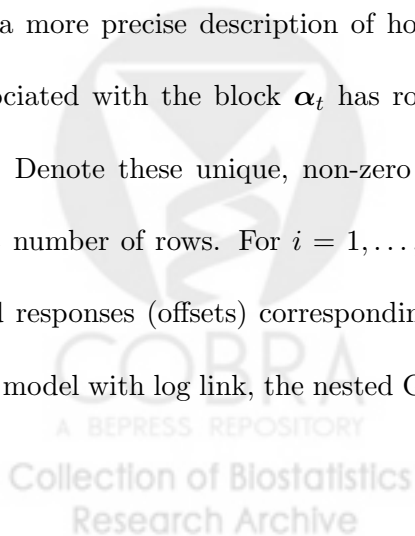 a more precise description of ho
ociated with the block α_t has ro
Denote these unique, non-zero
number of rows. For i = 1, . . .
l responses (offsets) correspondin
model with log link, the nested C
COBRA
A BEPRESS REPOSITORY
Collection of Biostatistics
Research Archive